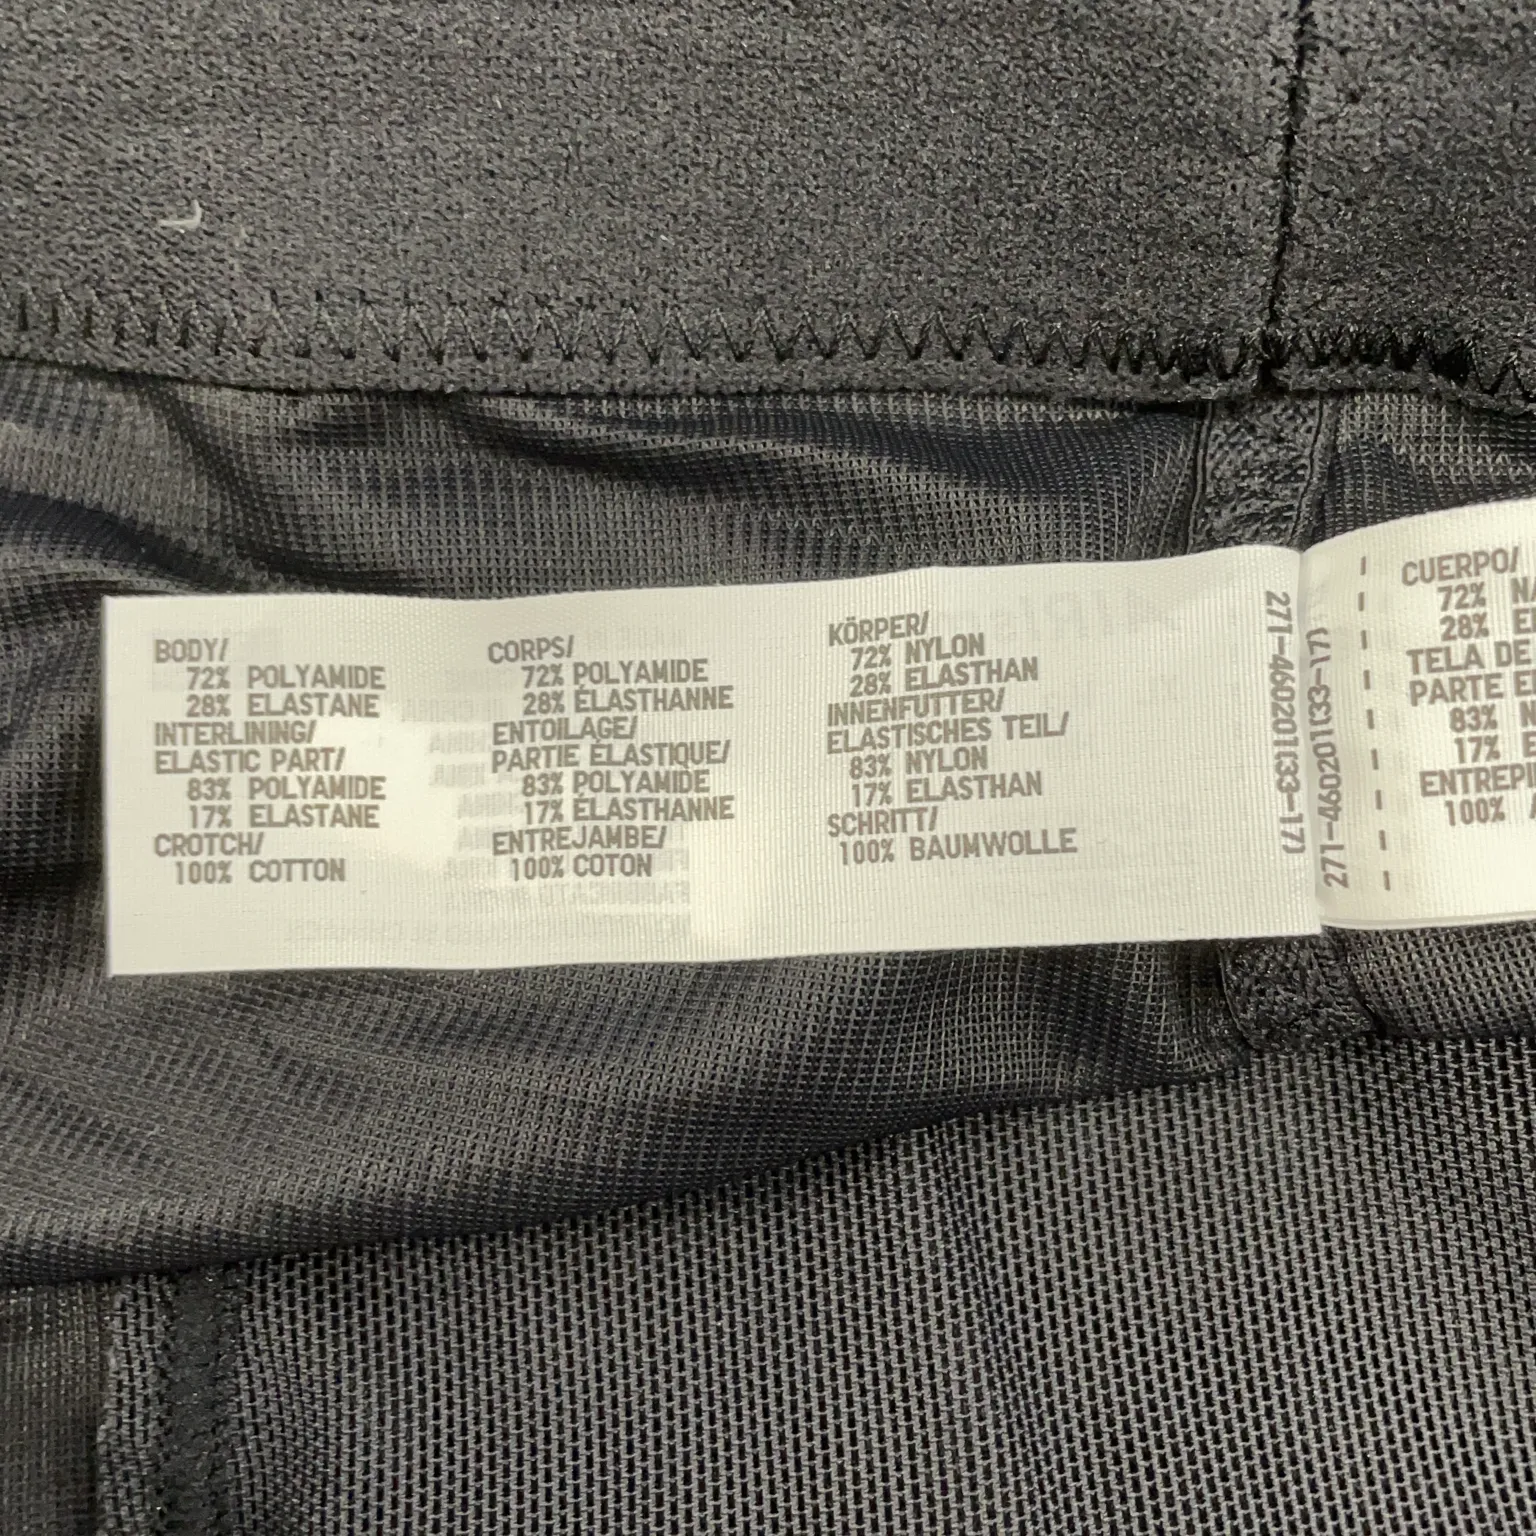 BODY/
72% POLYAMIDE
28% ELASTANE
INTERLINING/
ELASTIC PART/
83% POLYAMIDE
17% ELASTANE
CROTCH/
100% COTTON
CORPS/
72% POLYAMIDE
28% ÉLASTHANNE
ENTOILAGE/
PARTIE ÉLASTIQUE/
83% POLYAMIDE
17% ÉLASTHANNE
ENTREJAMBE/
100% COTON
KÖRPER/
72% NYLON
28% ELASTHAN
INNENFUTTER/
ELASTISCHES TEIL/
83% NYLON
17% ELASTHAN
SCHRITT/
100% BAUMWOLLE
271-460201(33-17)
271-460201(33-17)
CUERPO/
72%
28%
TELA DE
PARTE
83%
17%
100%